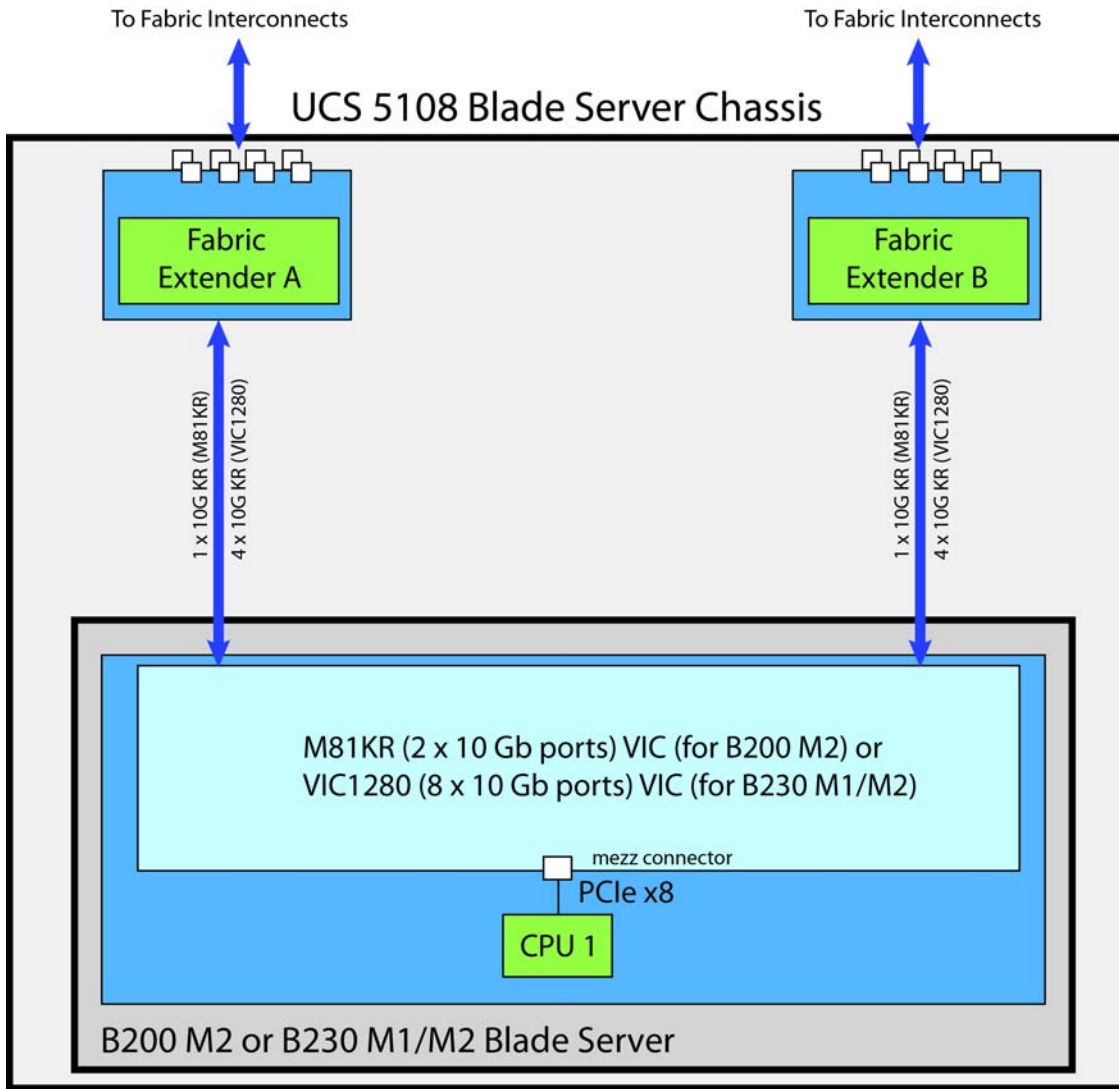 To Fabric Interconnects
To Fabric Interconnects
UCS 5108 Blade Server Chassis
Fabric
Extender A
Fabric
Extender B
1 x 10G KR (M81KR)
4 x 10G KR (VIC1280)
1 x 10G KR (M81KR)
4 x 10G KR (VIC1280)
M81KR (2 x 10 Gb ports) VIC (for B200 M2) or
VIC1280 (8 x 10 Gb ports) VIC (for B230 M1/M2)
mezz connector
PCIe x8
CPU 1
B200 M2 or B230 M1/M2 Blade Server